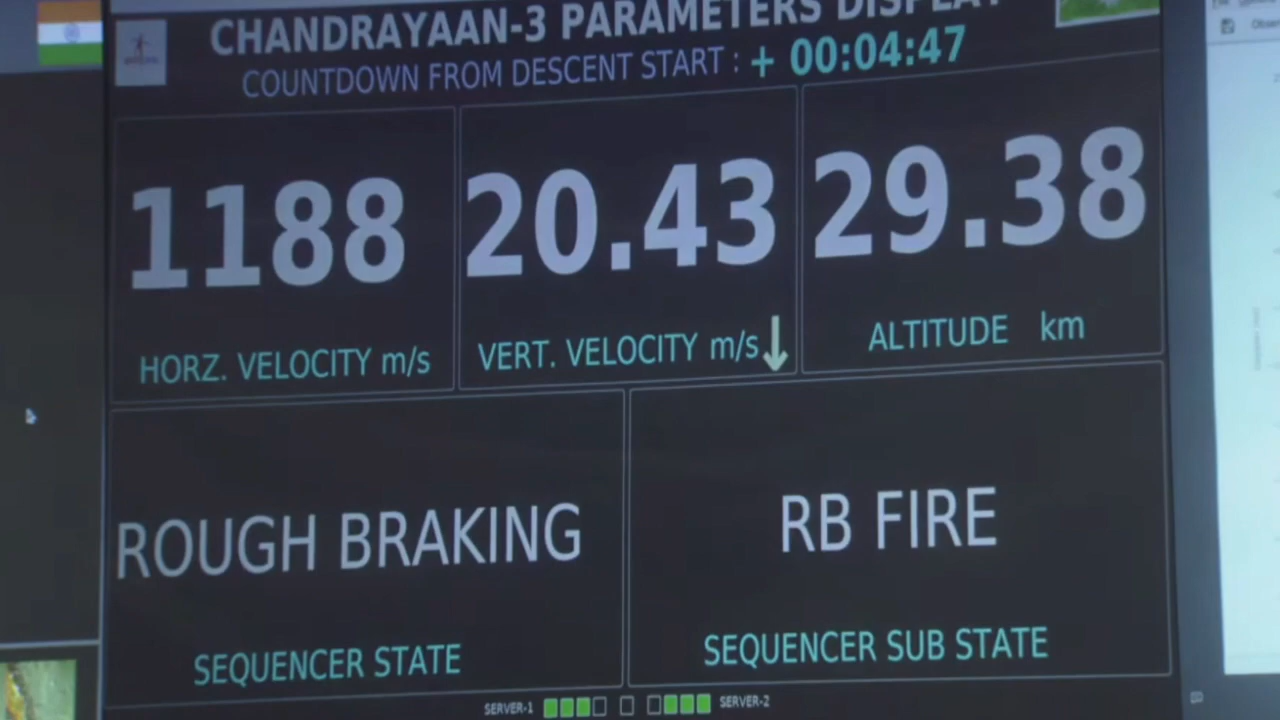 CHANDRAYAAN-3 PARAMETERS DISPLAY
COUNTDOWN FROM DESCENT START : + 00:04:47
1188 20.43 29.38
HORZ. VELOCITY m/s VERT. VELOCITY m/s↓ ALTITUDE km
ROUGH BRAKING RB FIRE
SEQUENCER STATE SEQUENCER SUB STATE
SERVER-1 SERVER-2